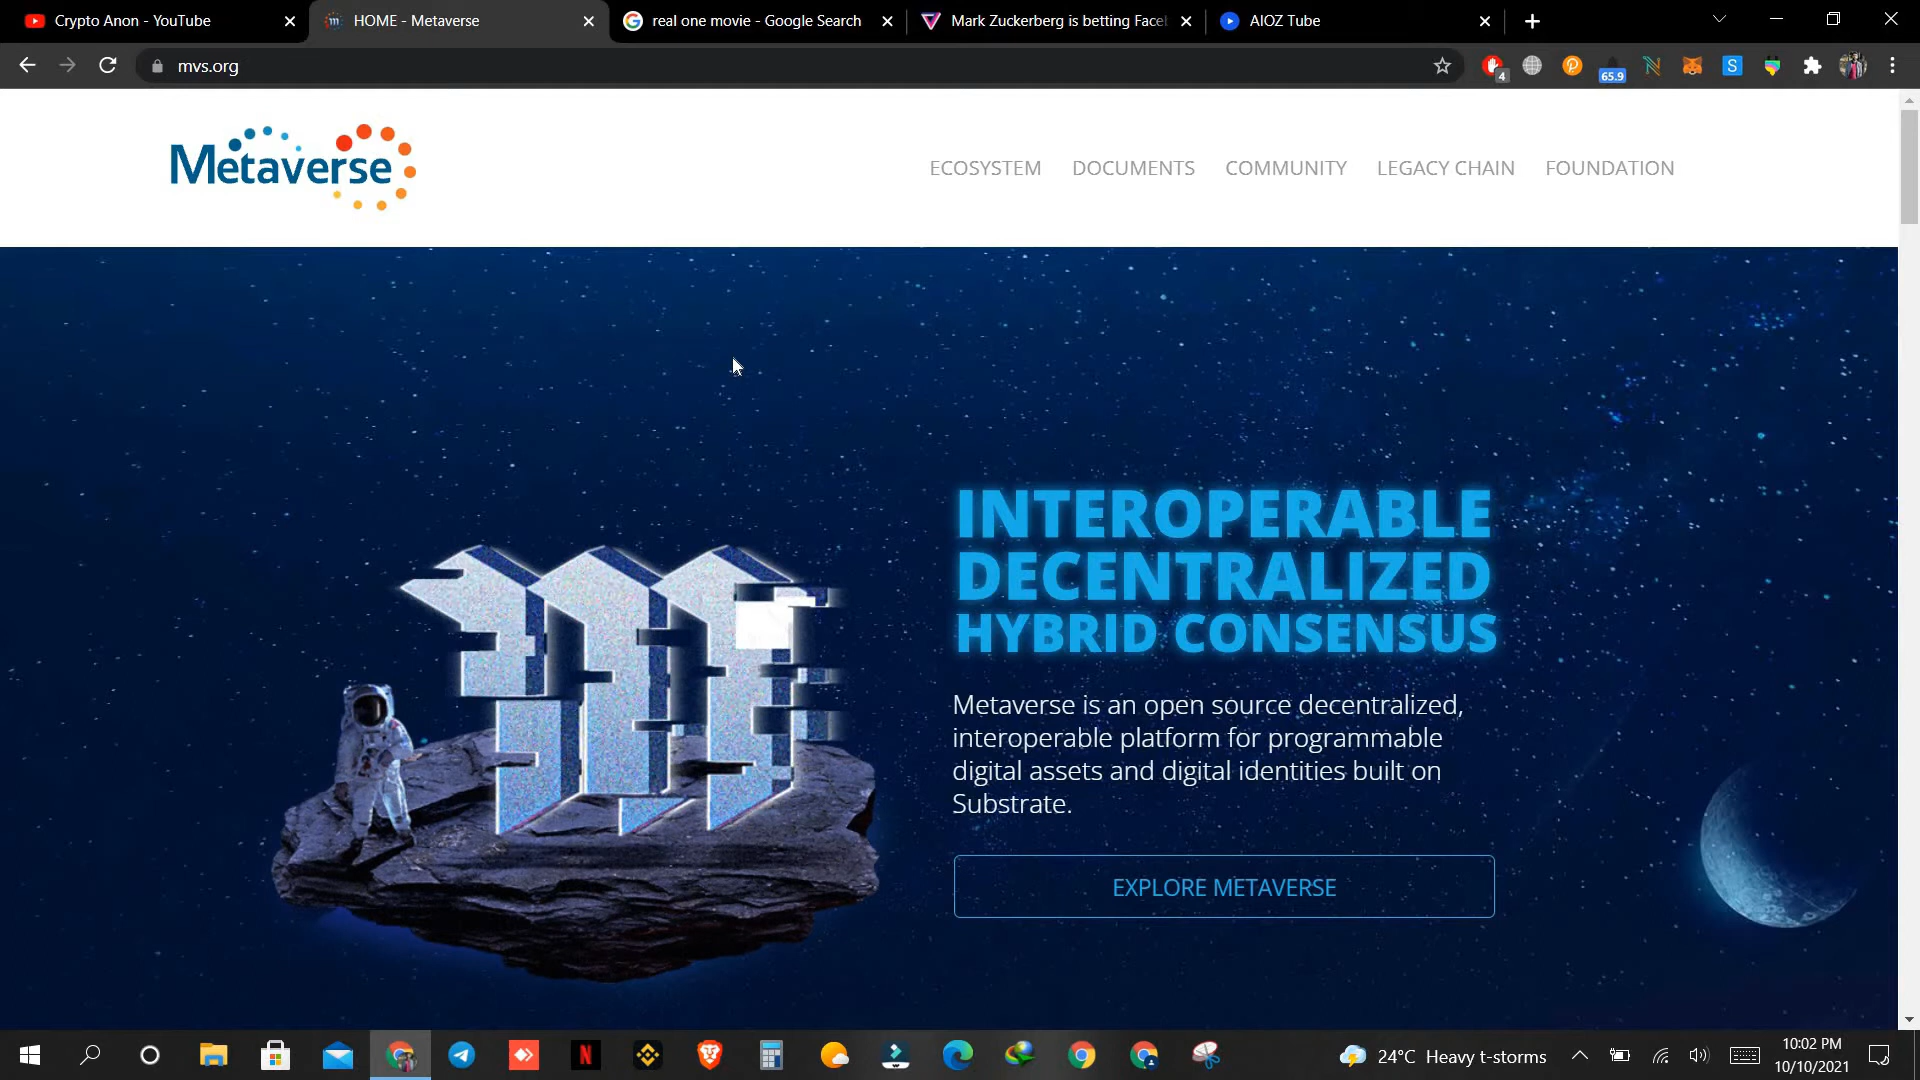 Crypto Anon - YouTube
HOME - Metaverse
real one movie - Google Search
Mark Zuckerberg is betting Face
AIOZ Tube
mvs.org
4
65.9
S
Metaverse
ECOSYSTEM
DOCUMENTS
COMMUNITY
LEGACY CHAIN
FOUNDATION
INTEROPERABLE
DECENTRALIZED
HYBRID CONSENSUS
Metaverse is an open source decentralized,
interoperable platform for programmable
digital assets and digital identities built on
Substrate.
EXPLORE METAVERSE
24°C Heavy t-storms
10:02 PM
10/10/2021